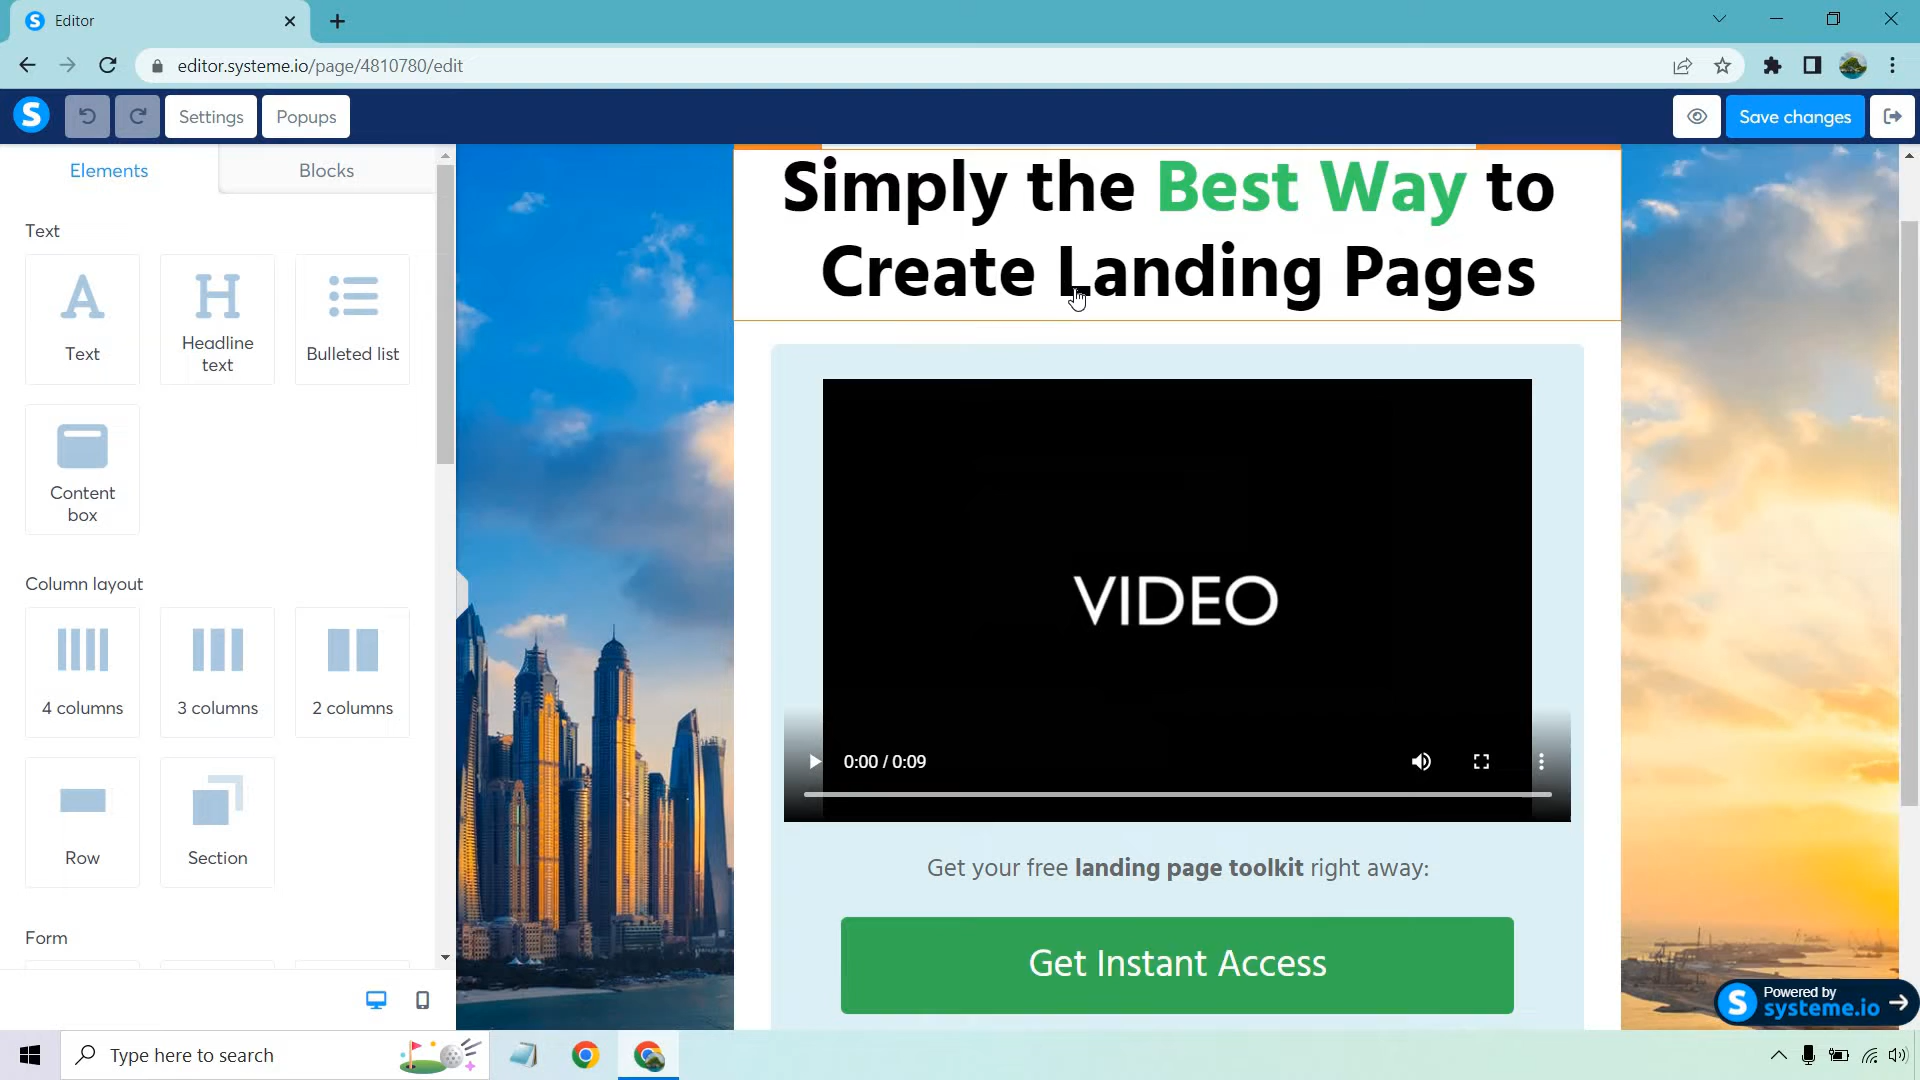 Editor
editor.systeme.io/page/4810780/edit
S
Settings
Popups
Save changes
Elements
Blocks
Text
A
Text
H
Headline
text
Bulleted list
Content
box
Column layout
4 columns
3 columns
2 columns
Row
Section
Form
Simply the Best Way to
Create Landing Pages
VIDEO
0:00 / 0:09
Get your free landing page toolkit right away:
Get Instant Access
S
Powered by
systeme.io
Type here to search